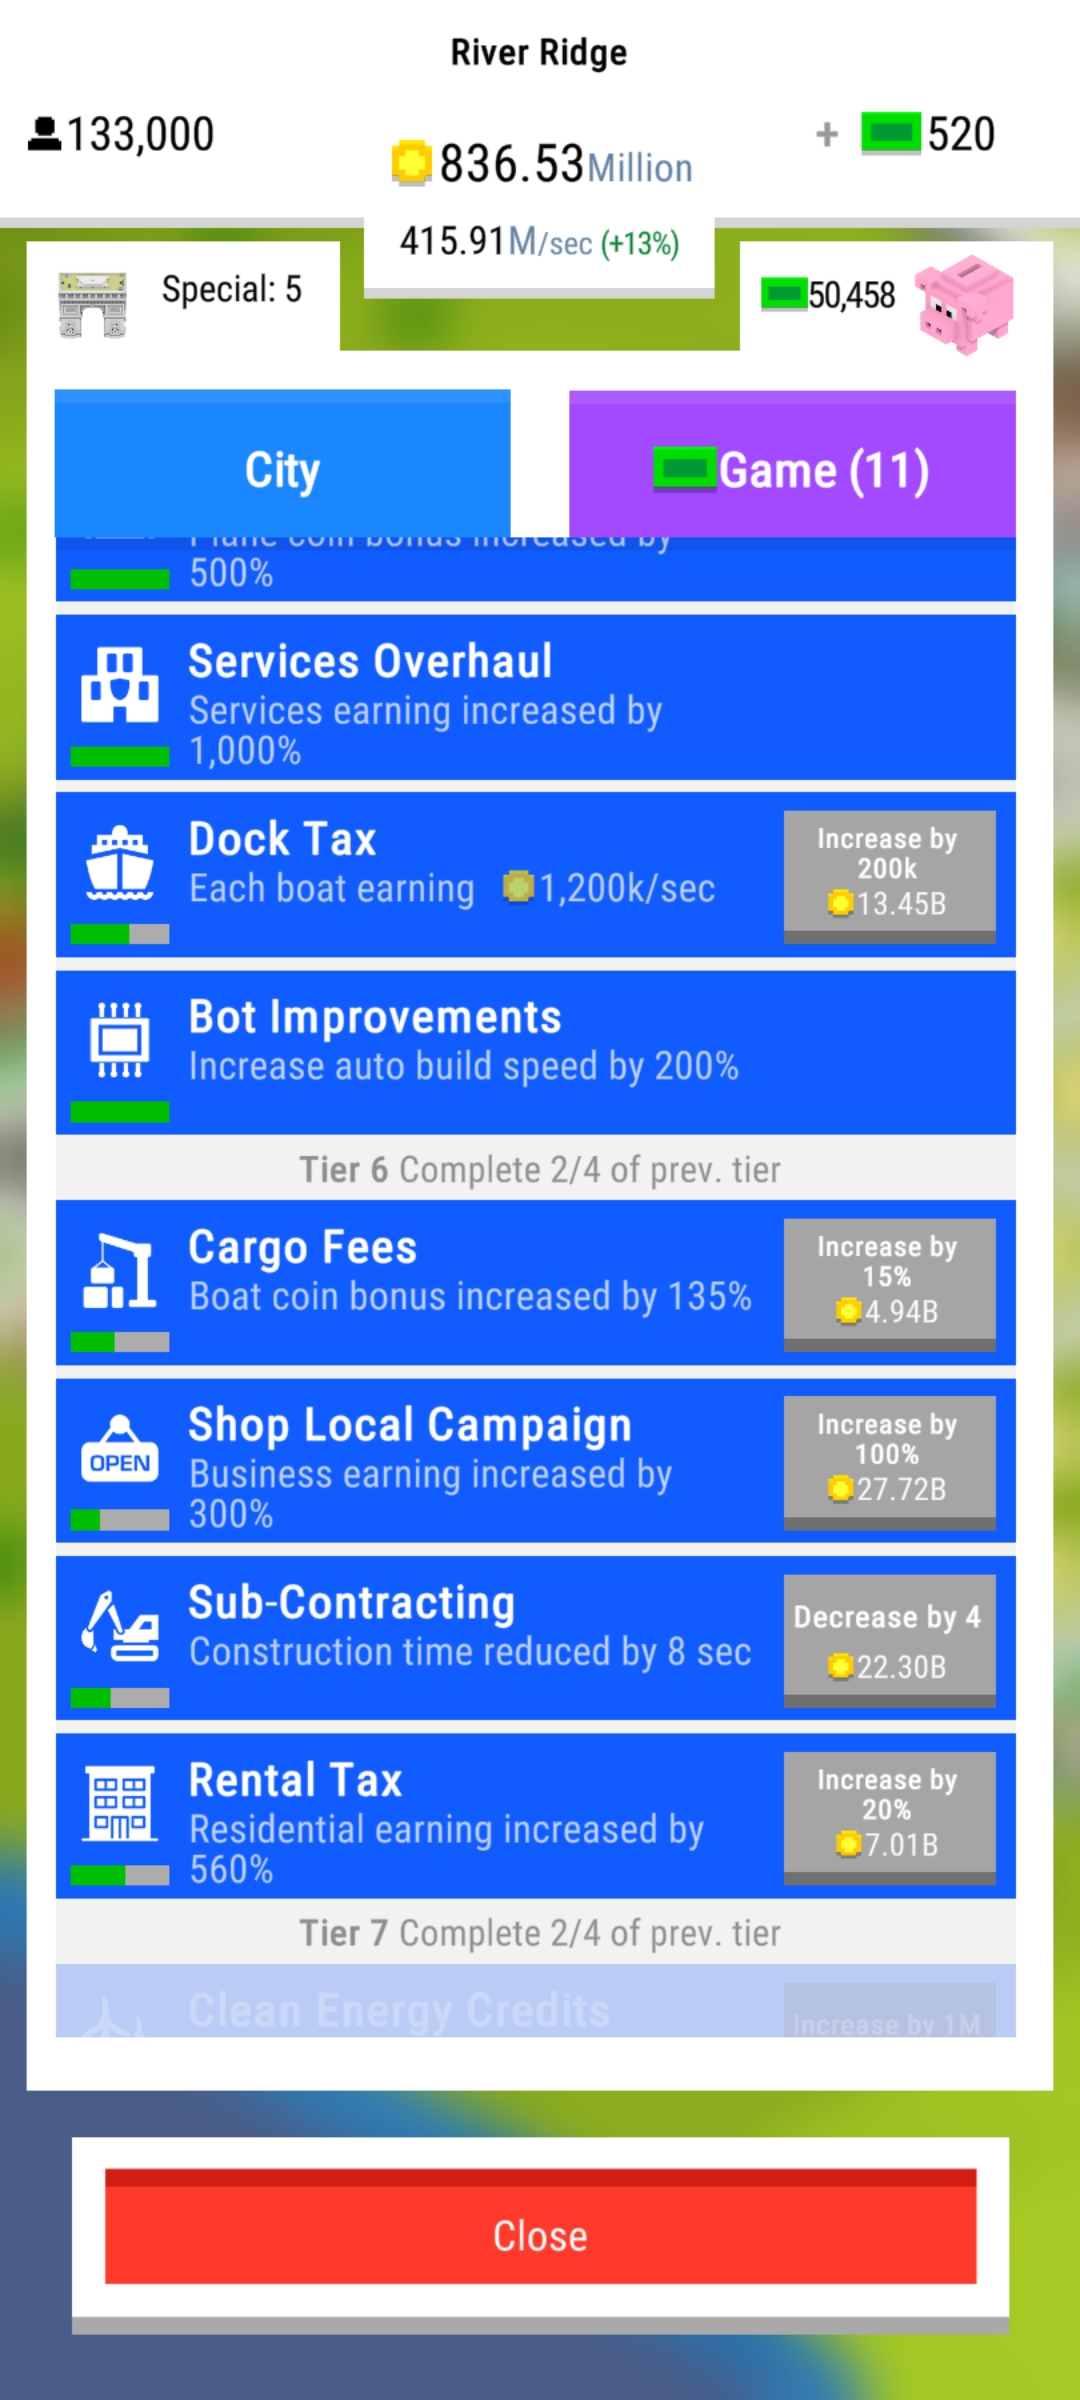 River Ridge
133,000
836.53Million
+ 520
415.91M/sec (+13%)
Special: 5
50,458
City
Game (11)
Plane coin bonus increased by
500%
Services Overhaul
Services earning increased by
1,000%
Dock Tax
Each boat earning 1,200k/sec
Increase by
200k
13.45B
Bot Improvements
Increase auto build speed by 200%
Tier 6 Complete 2/4 of prev. tier
Cargo Fees
Boat coin bonus increased by 135%
Increase by
15%
4.94B
Shop Local Campaign
Business earning increased by
300%
Increase by
100%
27.72B
OPEN
Sub-Contracting
Construction time reduced by 8 sec
Decrease by 4
22.30B
Rental Tax
Residential earning increased by
560%
Increase by
20%
7.01B
Tier 7 Complete 2/4 of prev. tier
Clean Energy Credits
Increase by 1M
Close